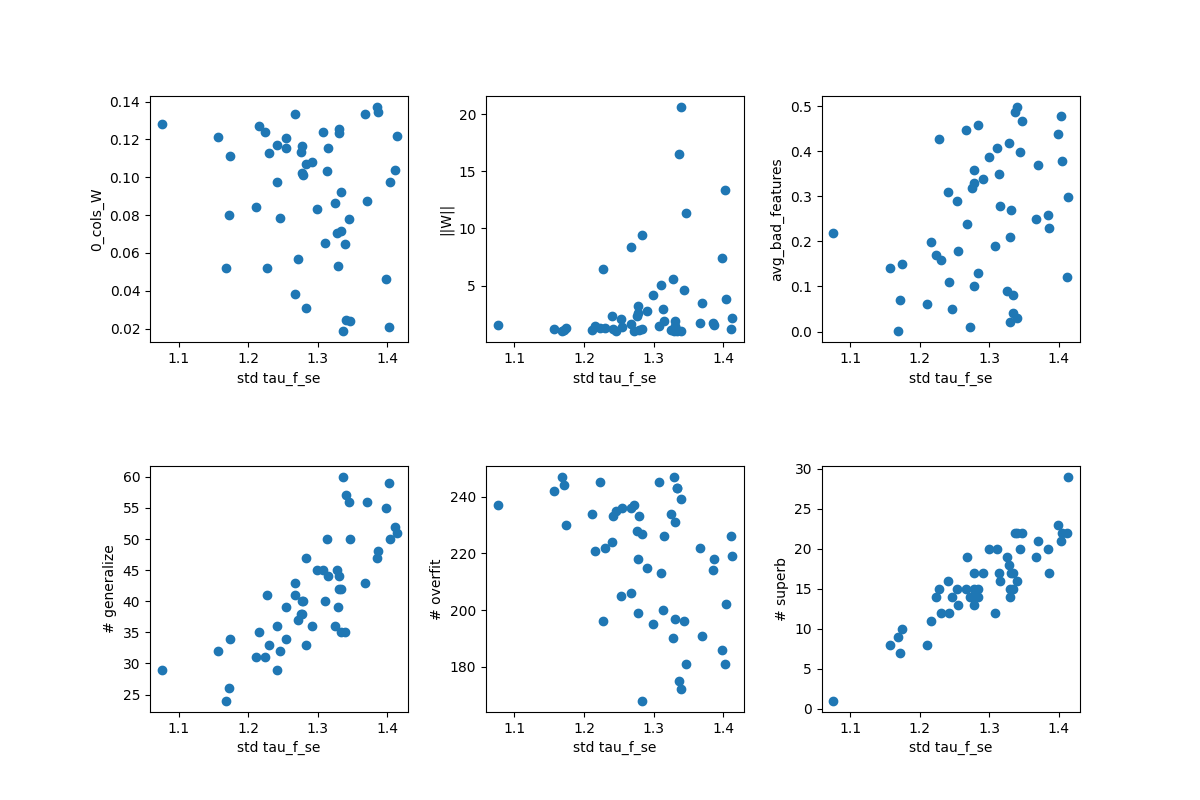 0.14
0.12
0.10
0.08
0.06
0.04
0.02
0_cols_W
1.1 1.2 1.3 1.4
std tau_f_se
20
15
10
5
||W||
1.1 1.2 1.3 1.4
std tau_f_se
0.5
0.4
0.3
0.2
0.1
0.0
avg_bad_features
1.1 1.2 1.3 1.4
std tau_f_se
60
55
50
45
40
35
30
25
# generalize
1.1 1.2 1.3 1.4
std tau_f_se
240
220
200
180
# overfit
1.1 1.2 1.3 1.4
std tau_f_se
30
25
20
15
10
5
0
# superb
1.1 1.2 1.3 1.4
std tau_f_se